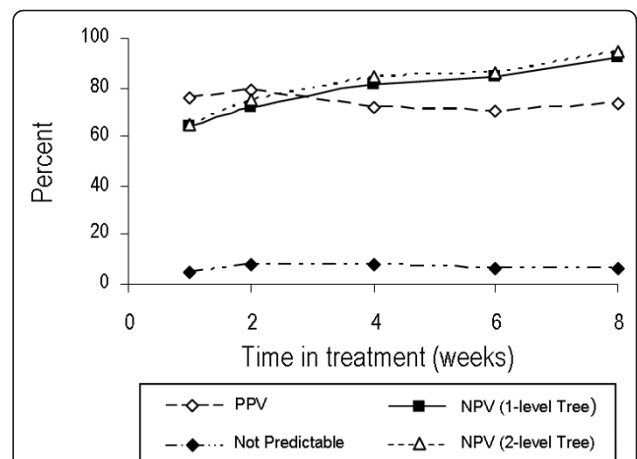 100
80
60
40
20
0
Percent
0 2 4 6 8
Time in treatment (weeks)
PPV NPV (1-level Tree)
Not Predictable NPV (2-level Tree)